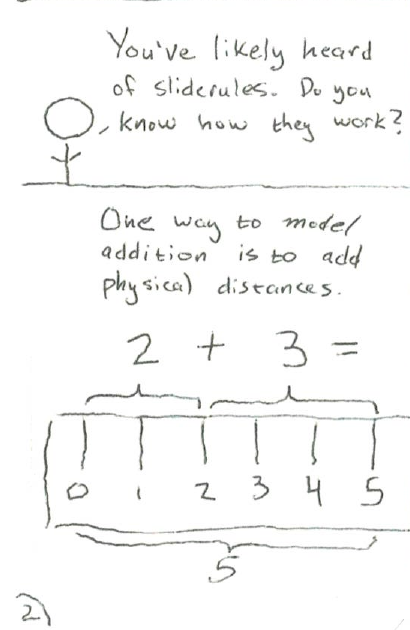 You've likely heard
of sliderules. Do you
know how they work?
One way to model
addition is to add
physical distances.
2 + 3 =
0 1 2 3 4 5
5
2)